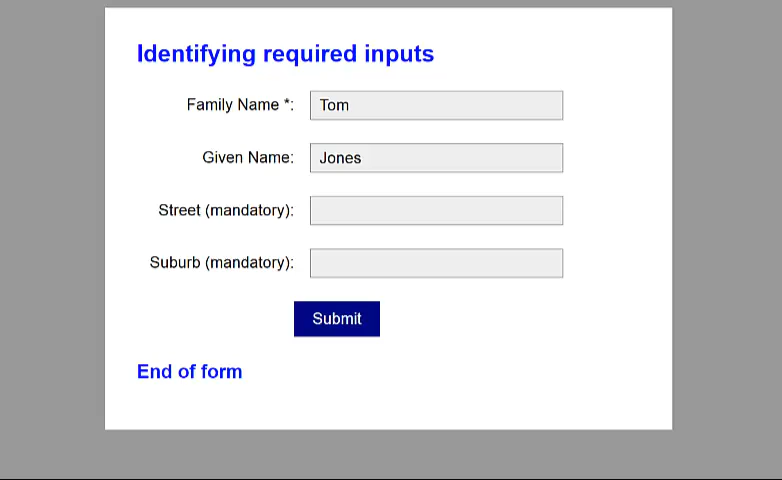 Identifying required inputs
Family Name *: Tom
Given Name: Jones
Street (mandatory):
Suburb (mandatory):
Submit
End of form